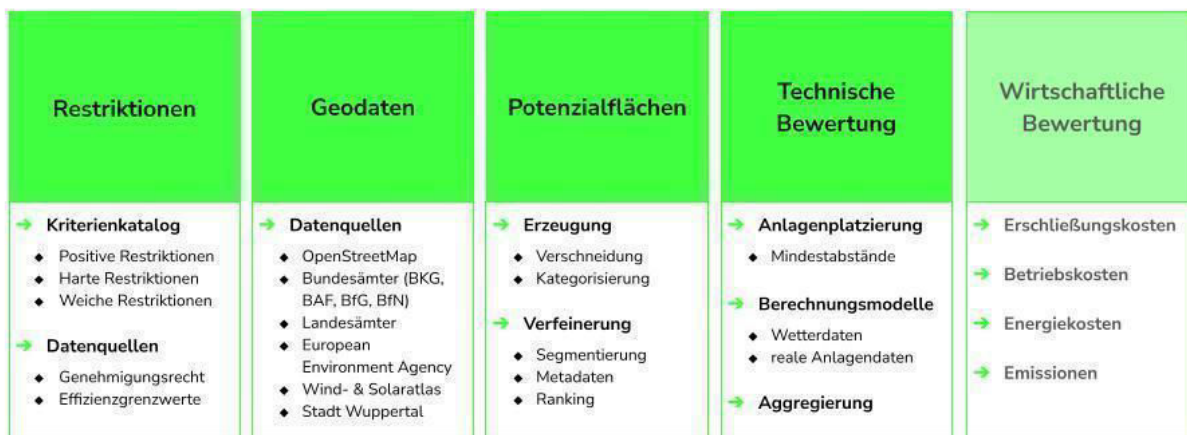 Restriktionen
➔ Kriterienkatalog
◆ Positive Restriktionen
◆ Harte Restriktionen
◆ Weiche Restriktionen
➔ Datenquellen
◆ Genehmigungsrecht
◆ Effizienzgrenzwerte
Geodaten
➔ Datenquellen
◆ OpenStreetMap
◆ Bundesämter (BKG,
BAF, BfG, BfN)
◆ Landesämter
◆ European
Environment Agency
◆ Wind- & Solaratlas
◆ Stadt Wuppertal
Potenzialflächen
➔ Erzeugung
◆ Verschneidung
◆ Kategorisierung
➔ Verfeinerung
◆ Segmentierung
◆ Metadaten
◆ Ranking
Technische
Bewertung
➔ Anlagenplatzierung
◆ Mindestabstände
➔ Berechnungsmodelle
◆ Wetterdaten
◆ reale Anlagendaten
➔ Aggregierung
Wirtschaftliche
Bewertung
➔ Erschließungskosten
➔ Betriebskosten
➔ Energiekosten
➔ Emissionen